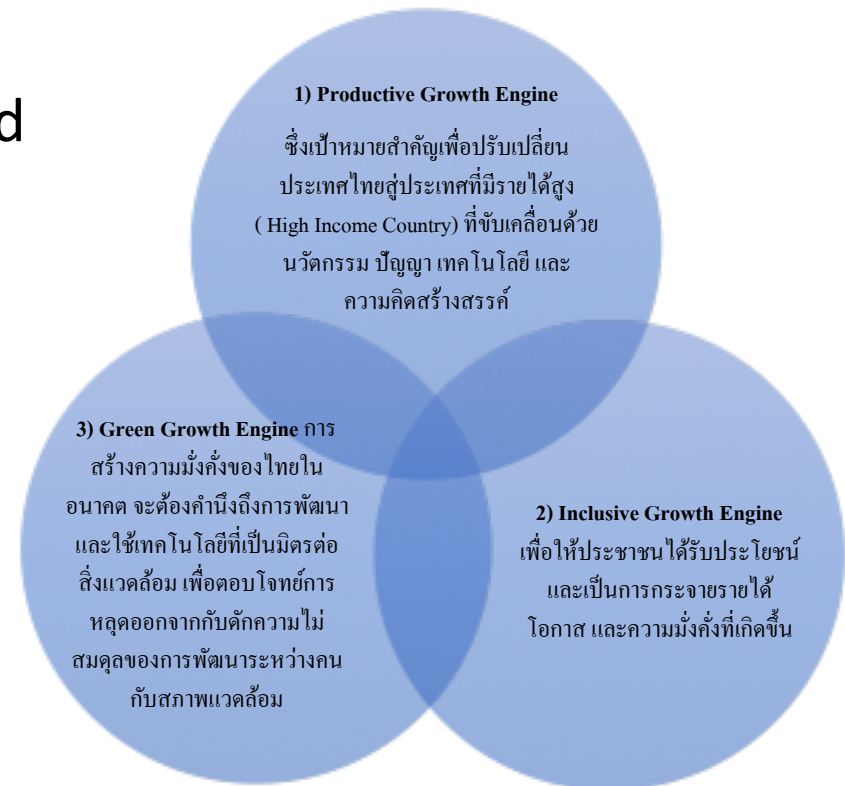 d
1) Productive Growth Engine
ซึ่งเป้าหมายสำคัญเพื่อปรับเปลี่ยน
ประเทศไทยสู่ประเทศที่มีรายได้สูง
( High Income Country) ที่ขับเคลื่อนด้วย
นวัตกรรม ปัญญา เทคโนโลยี และ
ความคิดสร้างสรรค์
3) Green Growth Engine การ
สร้างความมั่งคั่งของไทยใน
อนาคต จะต้องคำนึงถึงการพัฒนา
และใช้เทคโนโลยีที่เป็นมิตรต่อ
สิ่งแวดล้อม เพื่อตอบโจทย์การ
หลุดออกจากกับดักความไม่
สมดุลของการพัฒนาระหว่างคน
กับสภาพแวดล้อม
2) Inclusive Growth Engine
เพื่อให้ประชาชนได้รับประโยชน์
และเป็นการกระจายรายได้
โอกาส และความมั่งคั่งที่เกิดขึ้น